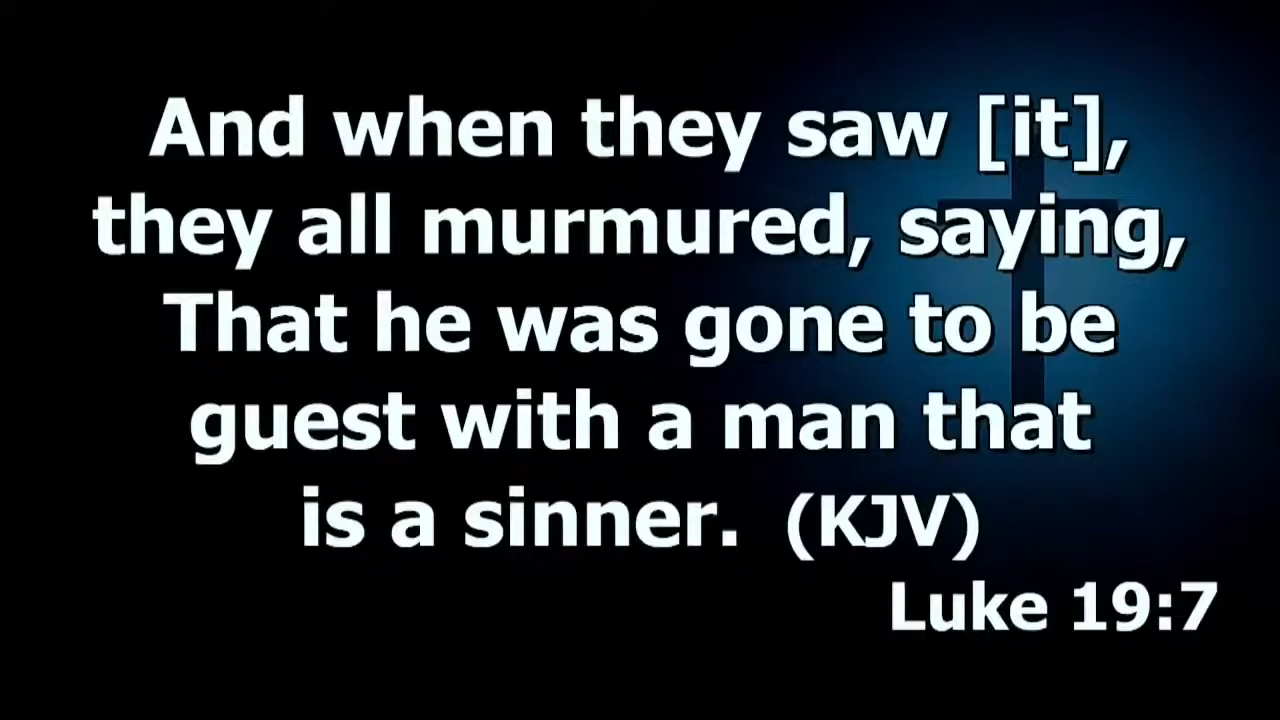 And when they saw [it],
they all murmured, saying,
That he was gone to be
guest with a man that
is a sinner. (KJV)
Luke 19:7